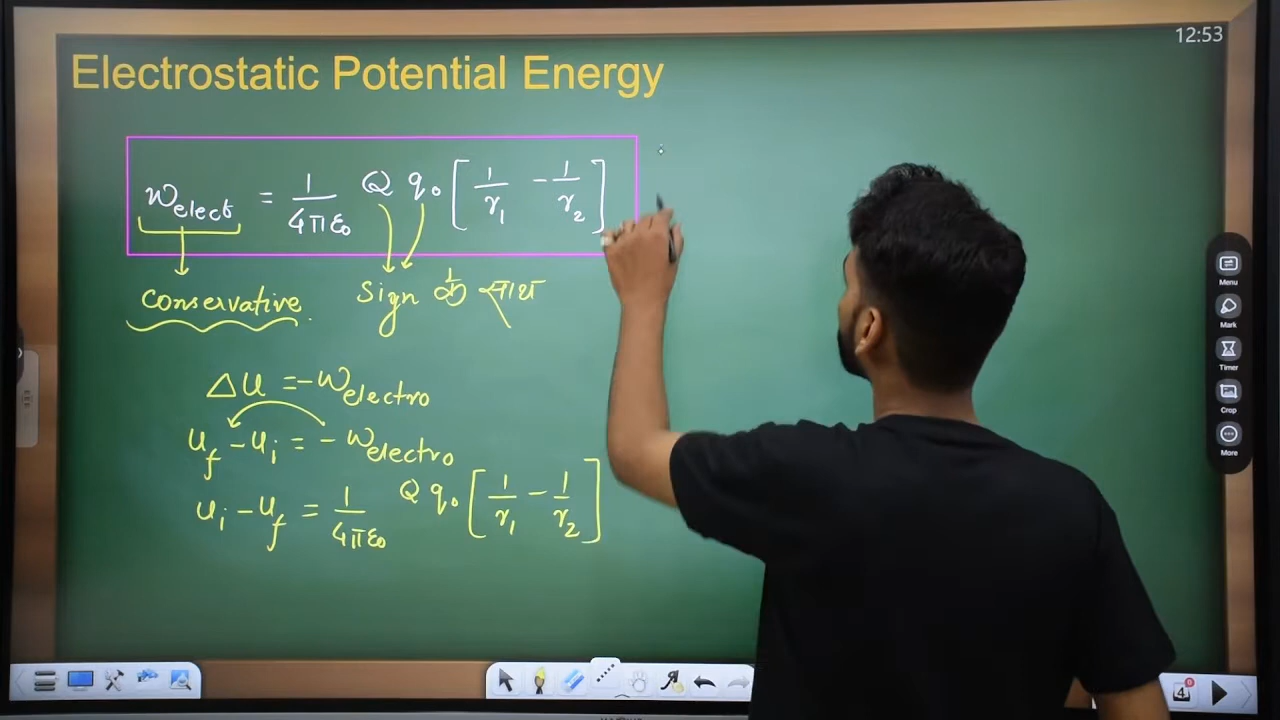 12:53
Electrostatic Potential Energy
W_elect = 1/4πε₀ Q q₀ [1/r₁ − 1/r₂]
Conservative. Sign के साथ
ΔU = −W_electro
U_f − U_i = − W_electro
U_i − U_f = 1/4πε₀ Q q₀ [1/r₁ − 1/r₂]
Menu
Mark
Timer
Crop
More
4